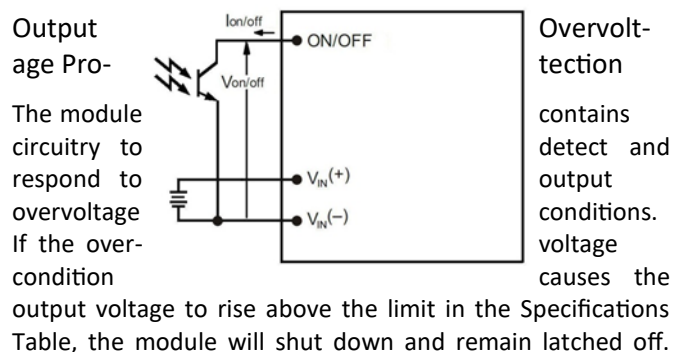 Output Overvolt-
age Pro- tection
The module contains
circuitry to detect and
respond to output
overvoltage conditions.
If the over- voltage
condition causes the
output voltage to rise above the limit in the Specifications
Table, the module will shut down and remain latched off.
Ion/off
ON/OFF
Von/off
VIN(+)
VIN(–)